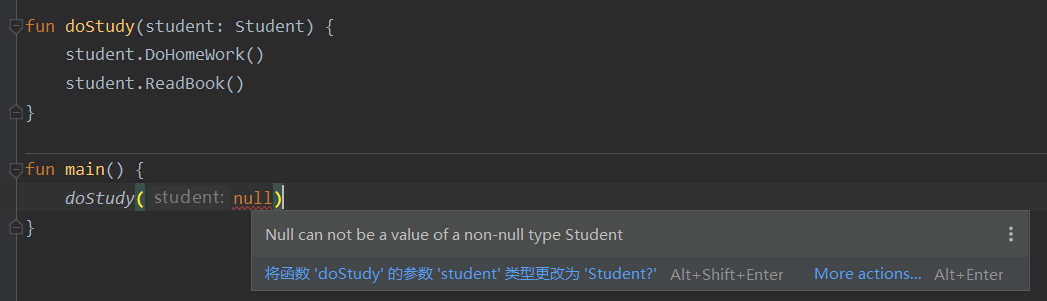 fun doStudy(student: Student) {
student.DoHomeWork()
student.ReadBook()
}
fun main() {
doStudy( student: null)
}
Null can not be a value of a non-null type Student
将函数 'doStudy' 的参数 'student' 类型更改为 'Student?' Alt+Shift+Enter More actions... Alt+Enter